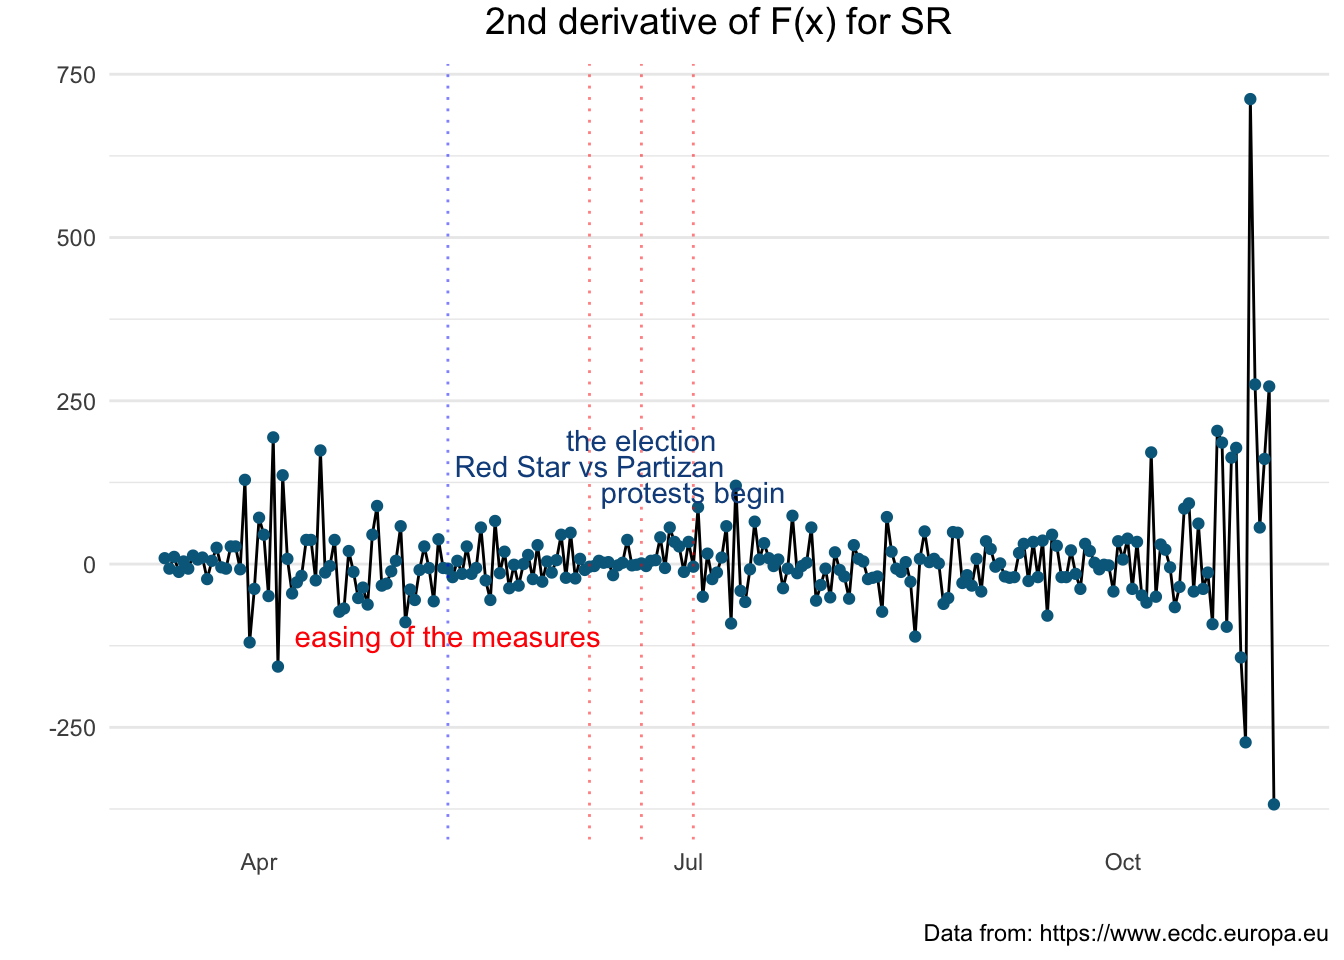 2nd derivative of F(x) for SR
750
500
250
the election
Red Star vs Partizan
protests begin
0
easing of the measures
-250
Apr Jul Oct
Data from: https://www.ecdc.europa.eu